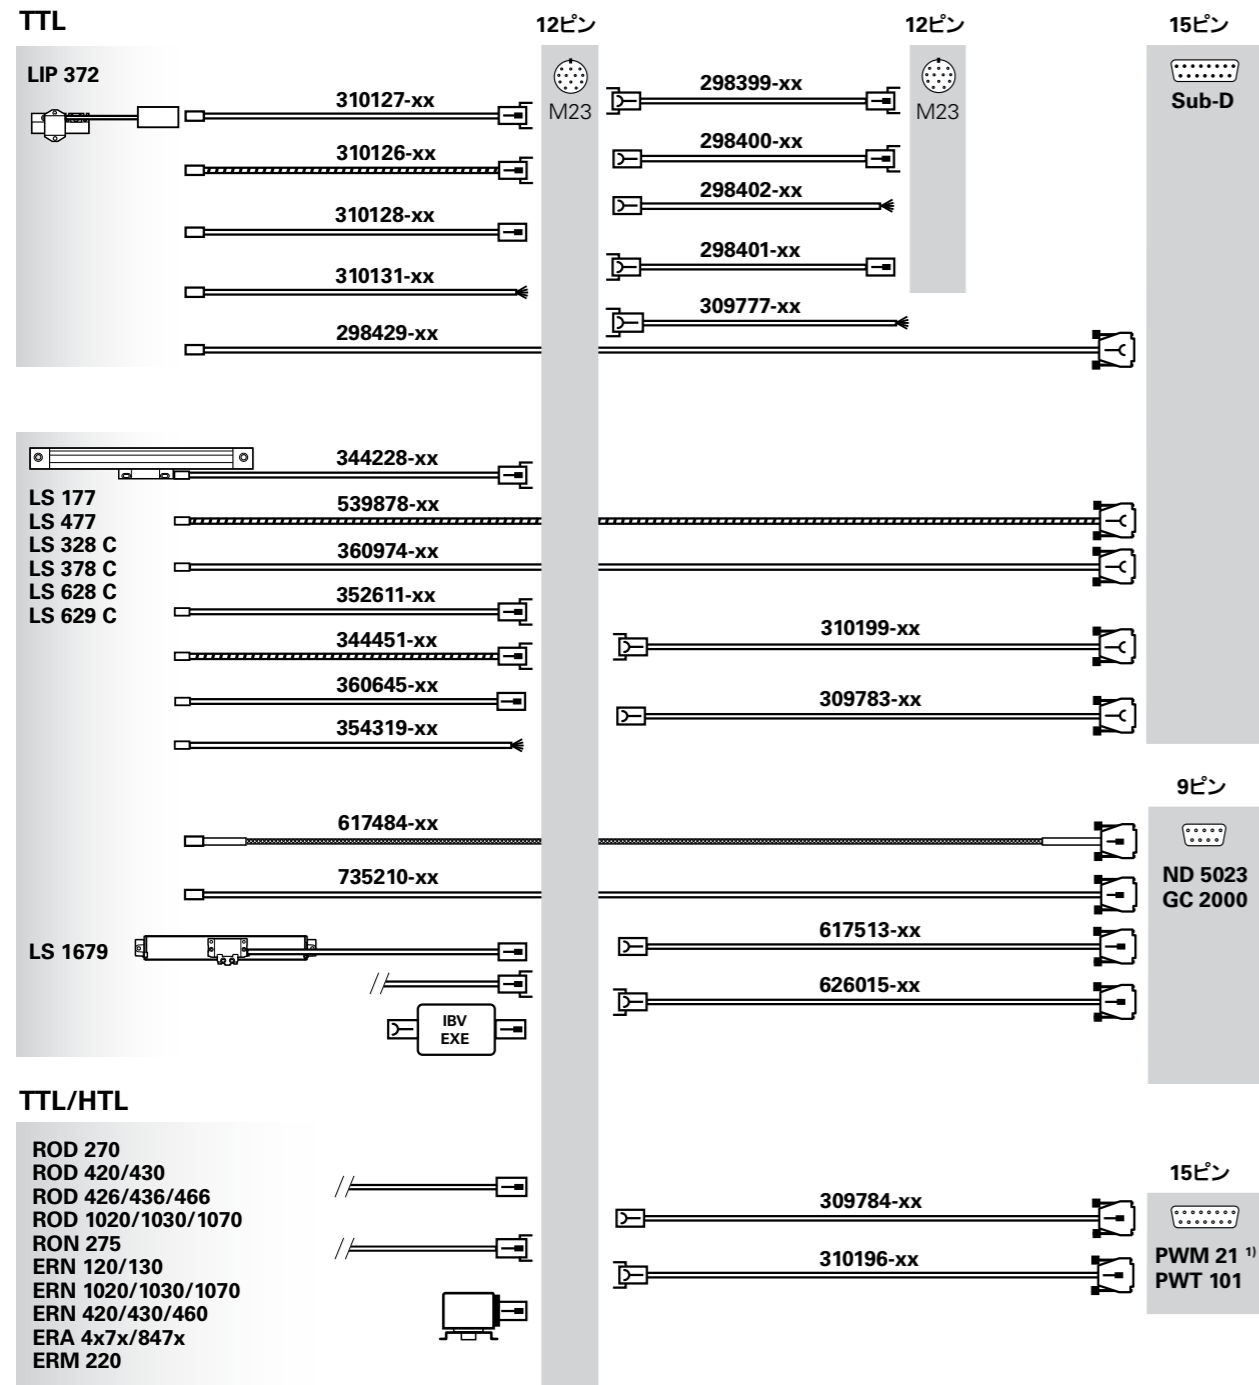 TTL
12ピン
12ピン
15ピン
LIP 372
M23
M23
Sub-D
310127-xx
298399-xx
310126-xx
298400-xx
298402-xx
310128-xx
298401-xx
310131-xx
309777-xx
298429-xx
344228-xx
LS 177
LS 477
LS 328 C
LS 378 C
LS 628 C
LS 629 C
539878-xx
360974-xx
352611-xx
310199-xx
344451-xx
360645-xx
309783-xx
354319-xx
9ピン
617484-xx
ND 5023
GC 2000
735210-xx
LS 1679
617513-xx
626015-xx
IBV
EXE
TTL/HTL
ROD 270
ROD 420/430
ROD 426/436/466
ROD 1020/1030/1070
RON 275
ERN 120/130
ERN 1020/1030/1070
ERN 420/430/460
ERA 4x7x/847x
ERM 220
15ピン
309784-xx
310196-xx
PWM 21 1)
PWT 101